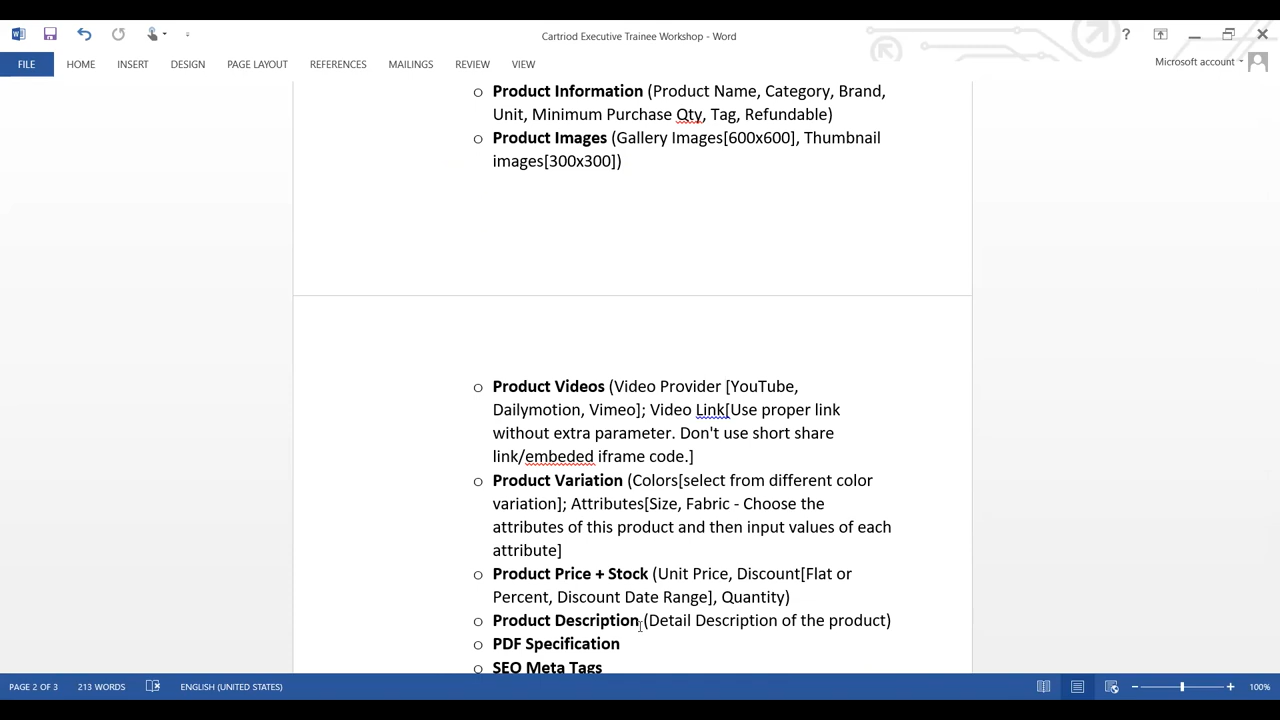 Cartriod Executive Trainee Workshop - Word
?
FILE HOME INSERT DESIGN PAGE LAYOUT REFERENCES MAILINGS REVIEW VIEW
Microsoft account
o Product Information (Product Name, Category, Brand,
Unit, Minimum Purchase Qty, Tag, Refundable)
o Product Images (Gallery Images[600x600], Thumbnail
images[300x300])
o Product Videos (Video Provider [YouTube,
Dailymotion, Vimeo]; Video Link[Use proper link
without extra parameter. Don't use short share
link/embeded iframe code.]
o Product Variation (Colors[select from different color
variation]; Attributes[Size, Fabric - Choose the
attributes of this product and then input values of each
attribute]
o Product Price + Stock (Unit Price, Discount[Flat or
Percent, Discount Date Range], Quantity)
o Product Description (Detail Description of the product)
o PDF Specification
o SEO Meta Tags
PAGE 2 OF 3 213 WORDS ENGLISH (UNITED STATES) 100%